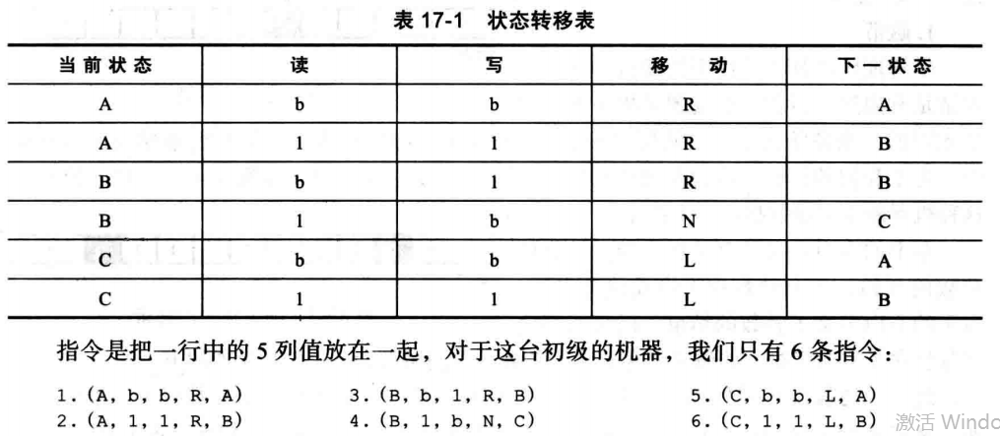 表 17-1 状态转移表
当前状态 读 写 移 动 下一状态
A b b R A
A 1 1 R B
B b 1 R B
B 1 b N C
C b b L A
C 1 1 L B
指令是把一行中的 5 列值放在一起，对于这台初级的机器，我们只有 6 条指令：
1. (A, b, b, R, A) 3. (B, b, 1, R, B) 5. (C, b, b, L, A)
2. (A, 1, 1, R, B) 4. (B, 1, b, N, C) 6. (C, 1, 1, L, B)
激活 Windo